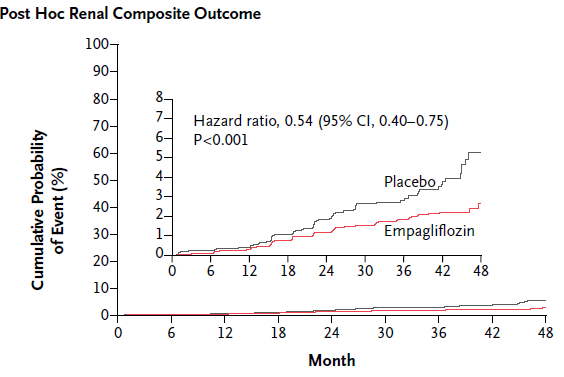 Post Hoc Renal Composite Outcome
Cumulative Probability
of Event (%)
100
90
80
70
60
50
40
30
20
10
0
8
7
6
5
4
3
2
1
0
Hazard ratio, 0.54 (95% CI, 0.40–0.75)
P<0.001
Placebo
Empagliflozin
0 6 12 18 24 30 36 42 48
0 6 12 18 24 30 36 42 48
Month